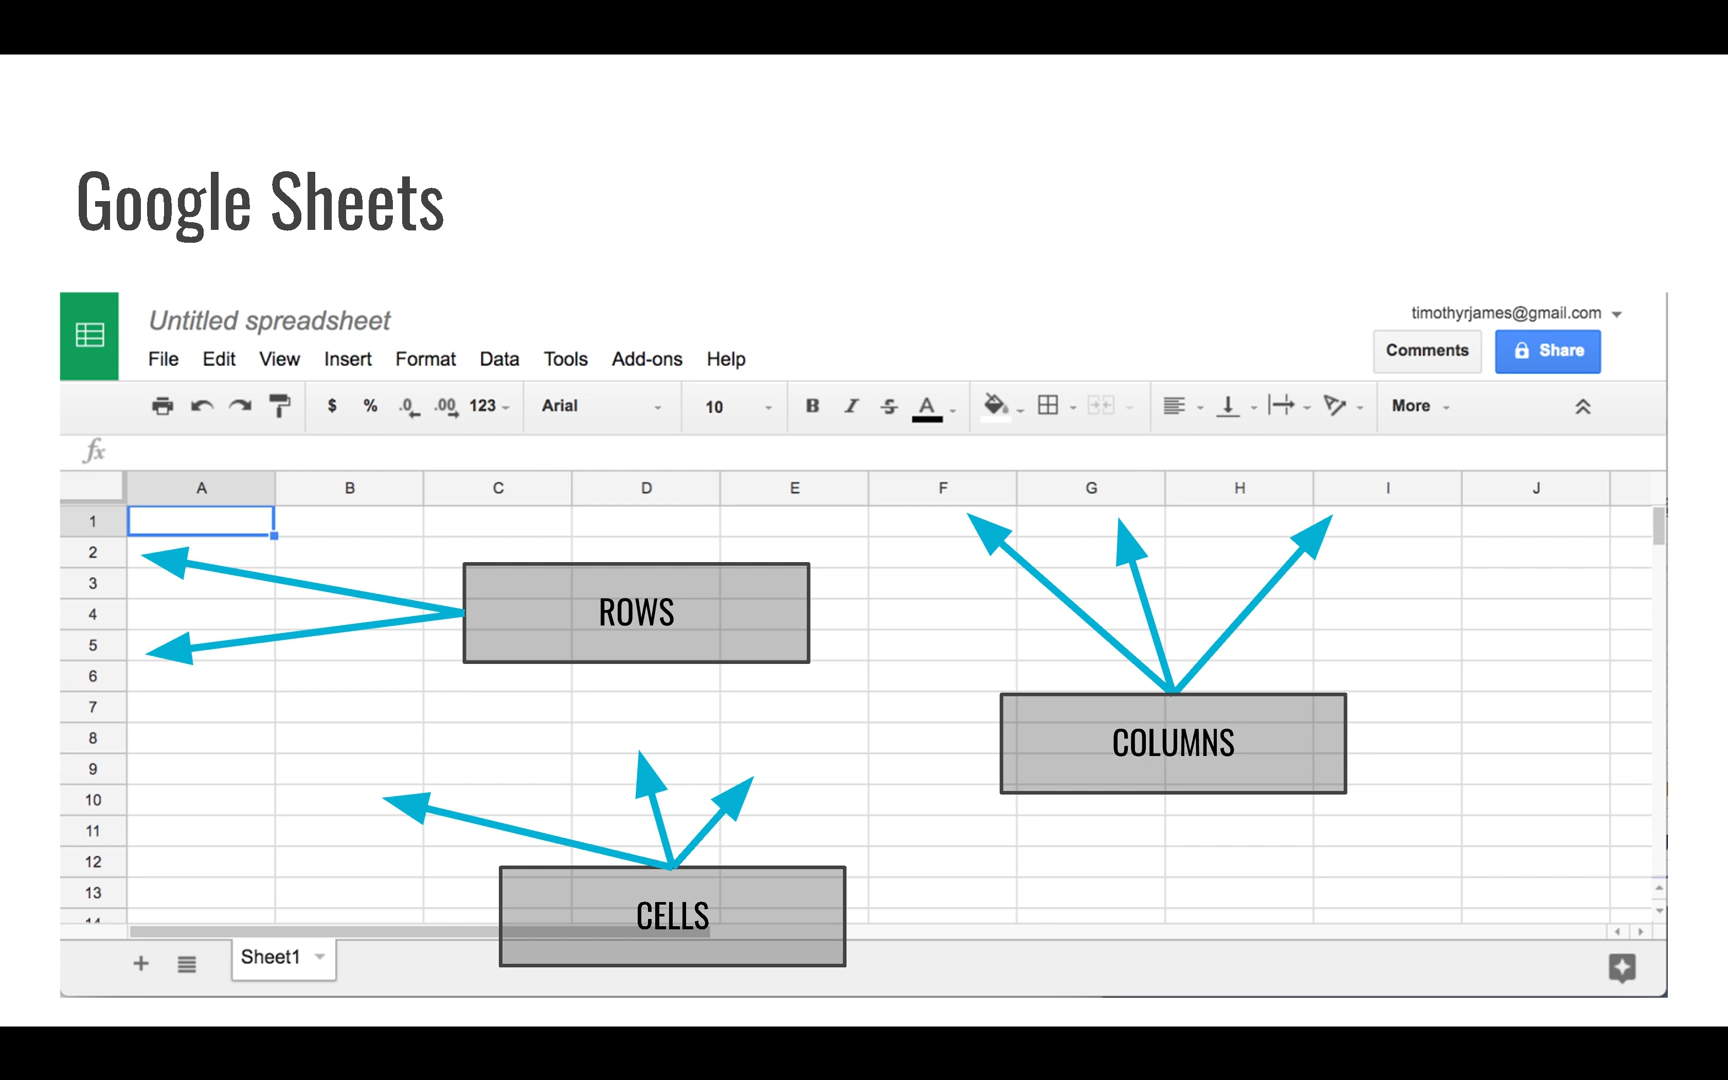 Google Sheets
Untitled spreadsheet
timothyrjames@gmail.com
File Edit View Insert Format Data Tools Add-ons Help
Comments
Share
$ % .0 .00 123 Arial 10 B I S A More
fx
A B C D E F G H I J
1
2
3
4
5
6
7
8
9
10
11
12
13
14
ROWS
COLUMNS
CELLS
Sheet1